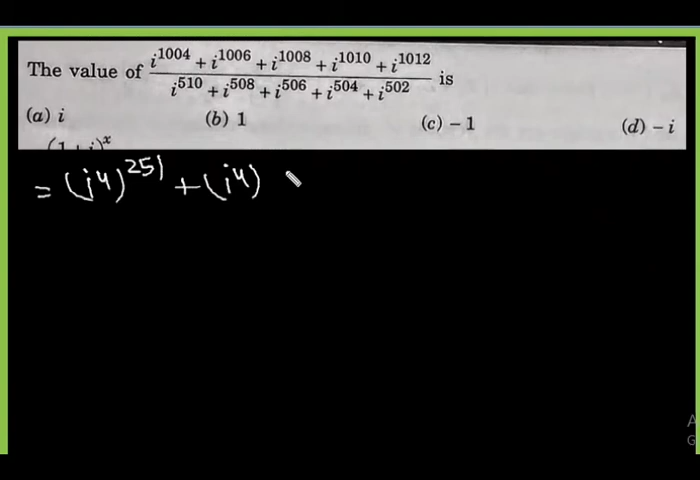 The value of (i^1004 + i^1006 + i^1008 + i^1010 + i^1012)/(i^510 + i^508 + i^506 + i^504 + i^502) is
(a) i (b) 1 (c) – 1 (d) – i
(1 + i)^x
= (i^4)^251 + (i^4)